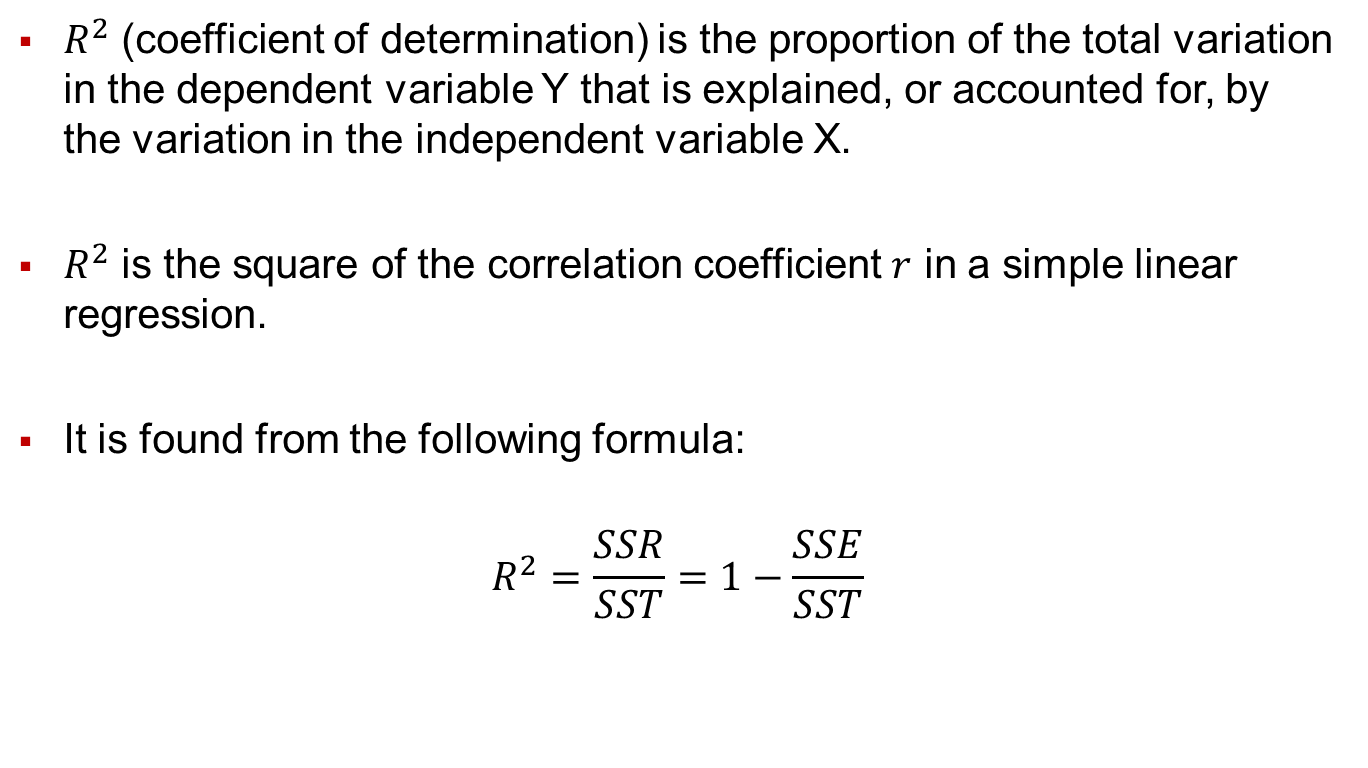 ▪ R² (coefficient of determination) is the proportion of the total variation
in the dependent variable Y that is explained, or accounted for, by
the variation in the independent variable X.
▪ R² is the square of the correlation coefficient r in a simple linear
regression.
▪ It is found from the following formula:
R² = SSR/SST = 1 − SSE/SST